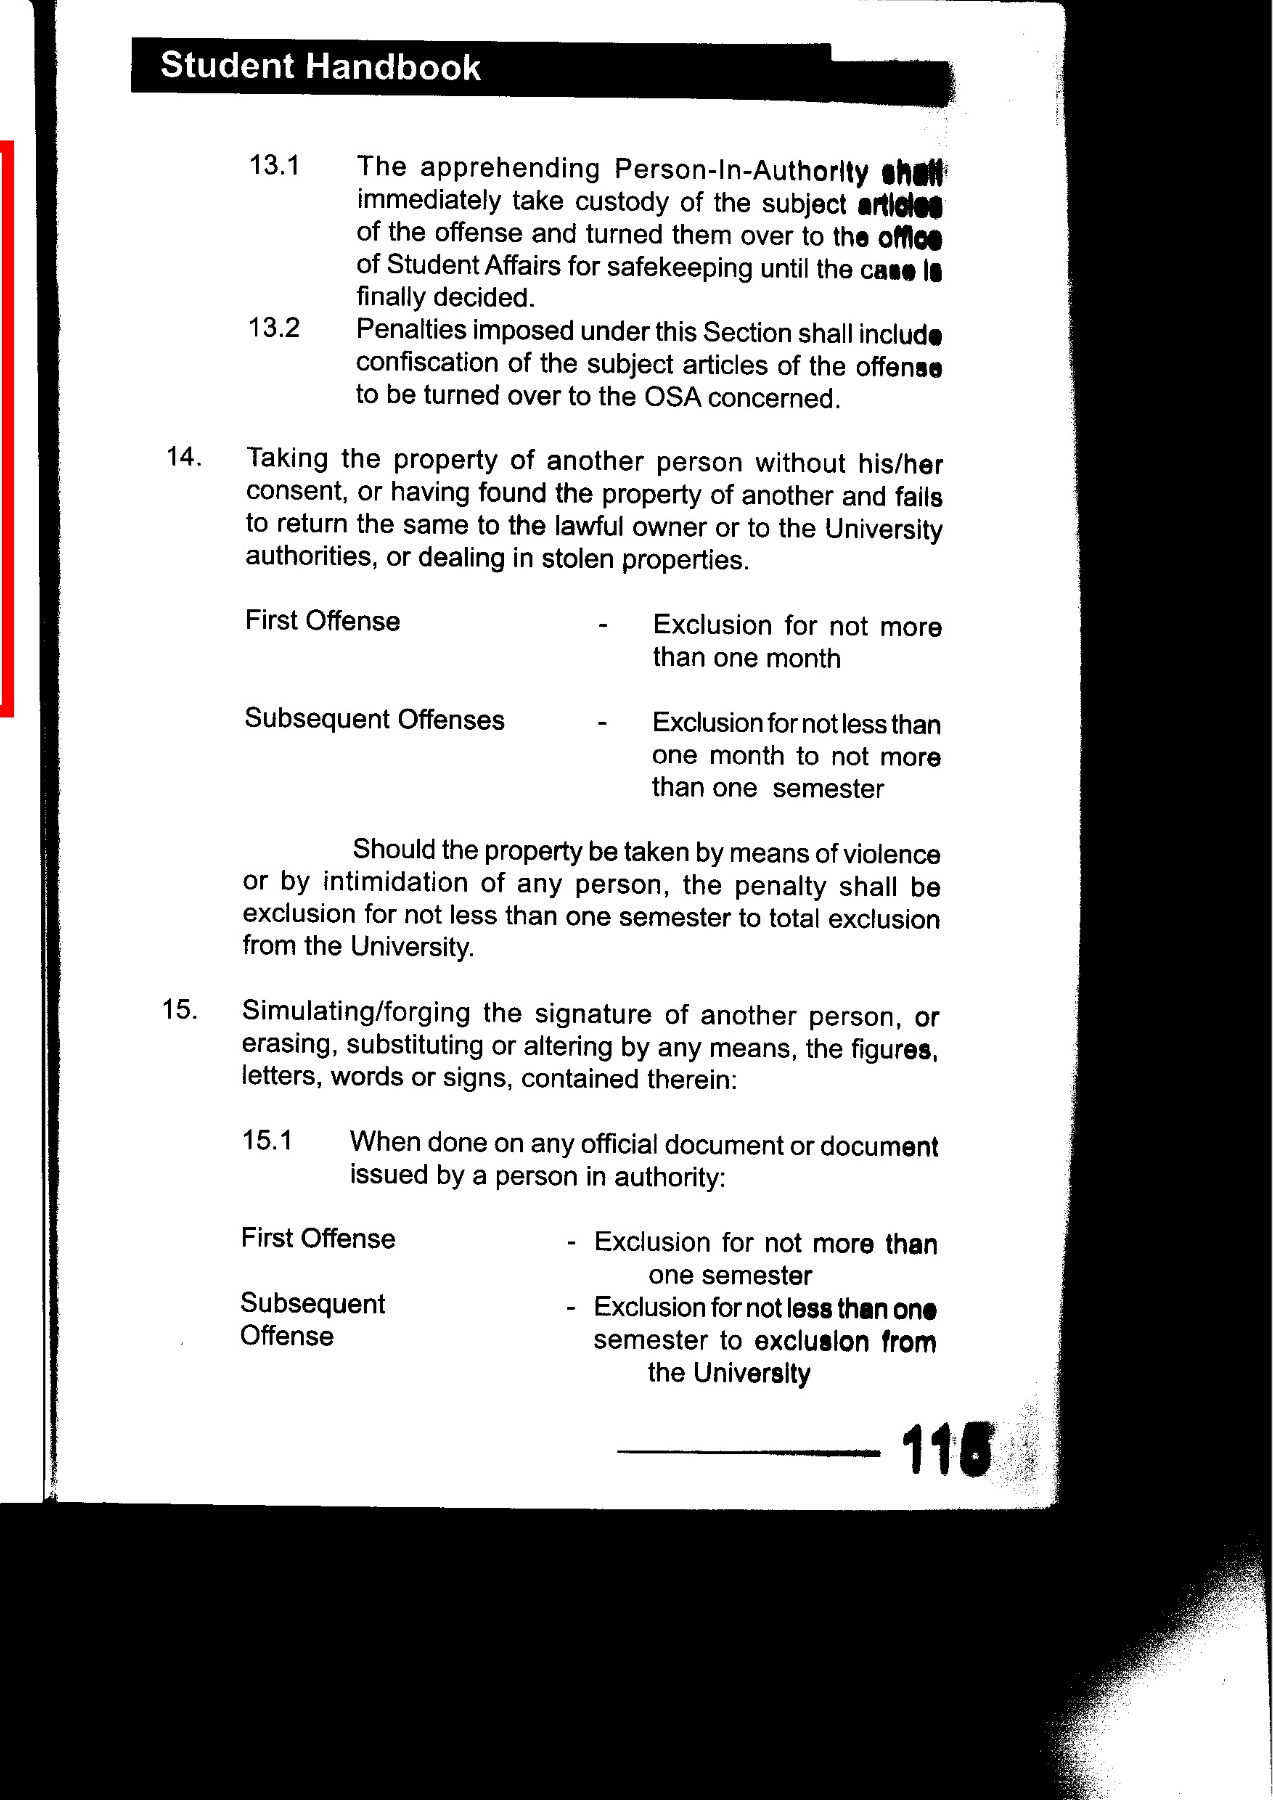 Student Handbook
13.1 The apprehending Person-In-Authority shall
immediately take custody of the subject articles
of the offense and turned them over to the office
of Student Affairs for safekeeping until the case is
finally decided.
13.2 Penalties imposed under this Section shall include
confiscation of the subject articles of the offense
to be turned over to the OSA concerned.
14. Taking the property of another person without his/her
consent, or having found the property of another and fails
to return the same to the lawful owner or to the University
authorities, or dealing in stolen properties.
First Offense - Exclusion for not more
than one month
Subsequent Offenses - Exclusion for not less than
one month to not more
than one semester
Should the property be taken by means of violence
or by intimidation of any person, the penalty shall be
exclusion for not less than one semester to total exclusion
from the University.
15. Simulating/forging the signature of another person, or
erasing, substituting or altering by any means, the figures,
letters, words or signs, contained therein:
15.1 When done on any official document or document
issued by a person in authority:
First Offense - Exclusion for not more than
one semester
Subsequent - Exclusion for not less than one
Offense semester to exclusion from
the University